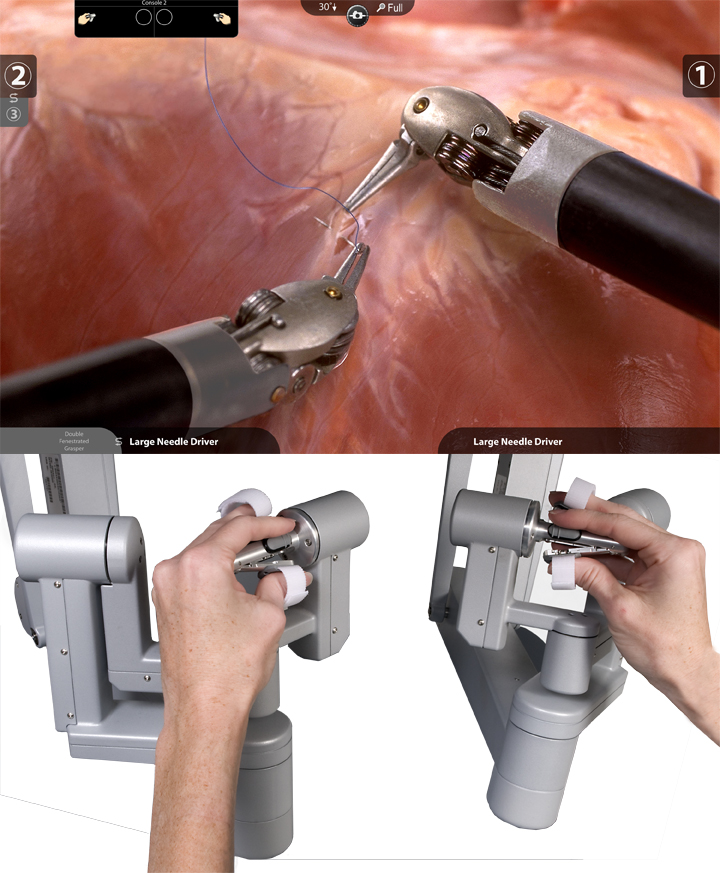 Console 2
30°
Full
2
1
S
3
Double
Fenestrated
Grasper
S
Large Needle Driver
Large Needle Driver